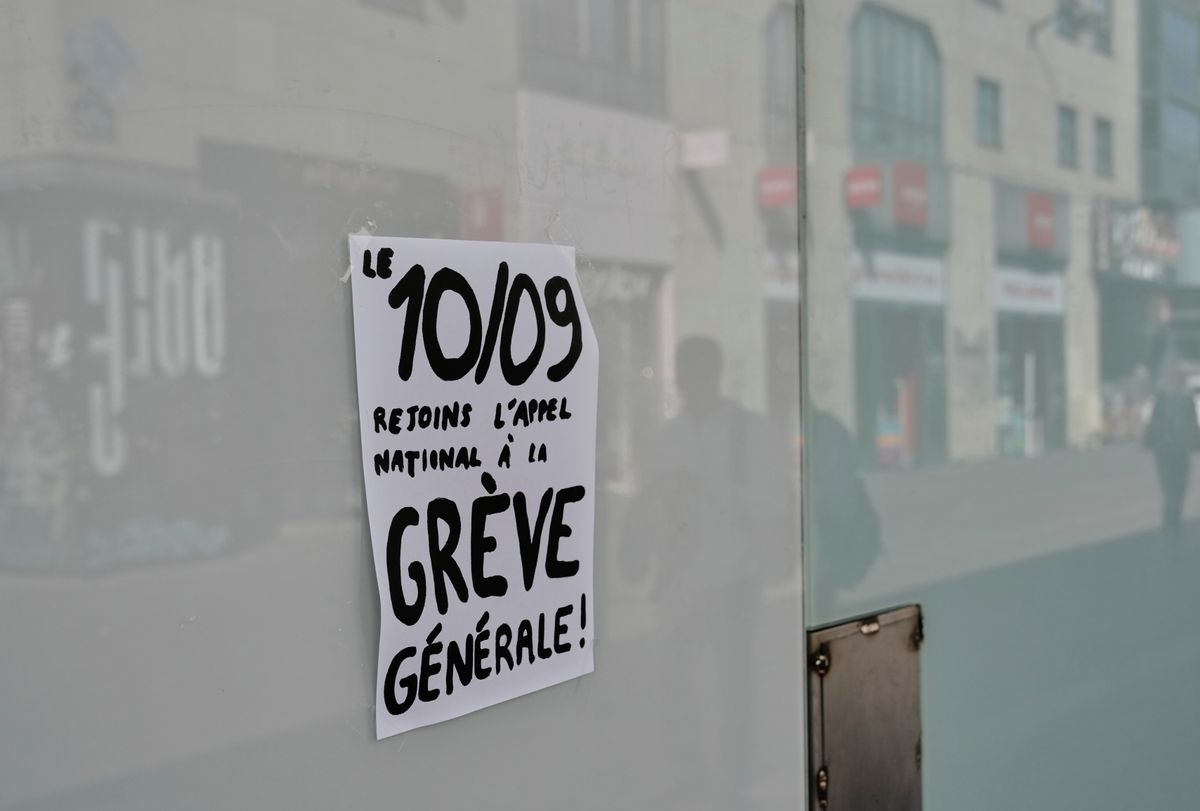 LE
10/09
REJOINS L'APPEL
NATIONAL À LA
GRÈVE
GÉNÉRALE!